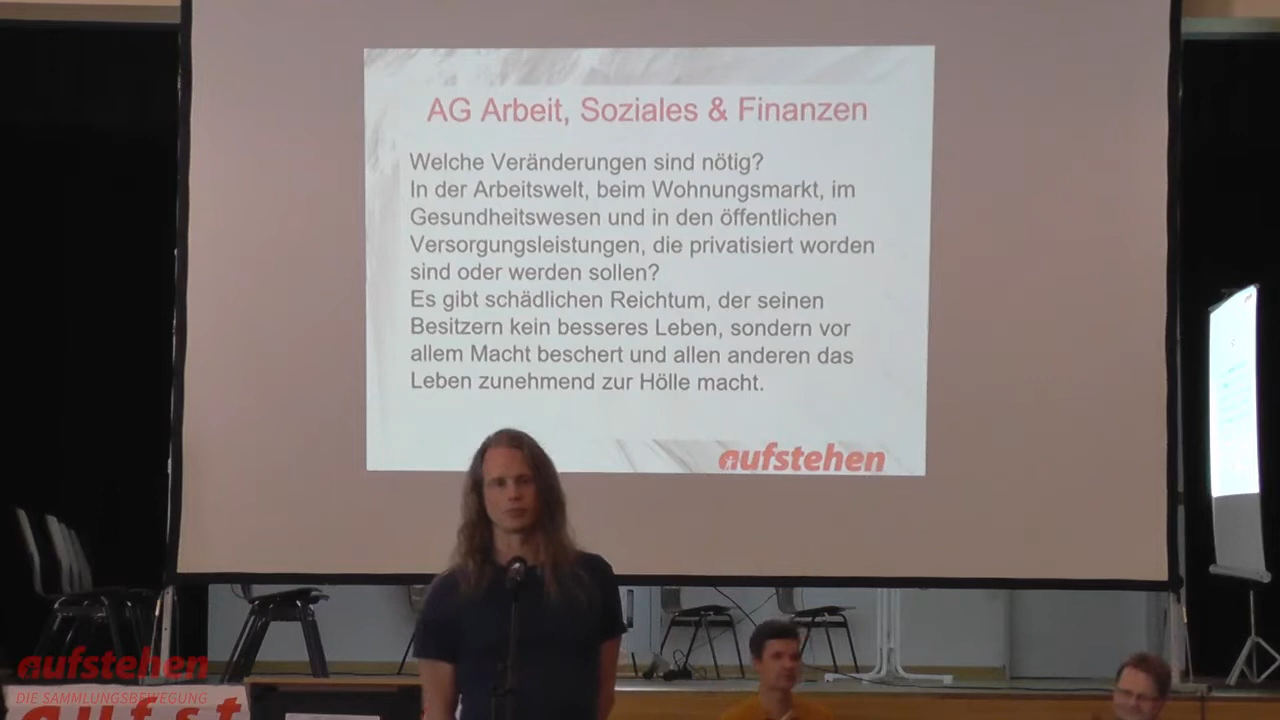 AG Arbeit, Soziales & Finanzen
Welche Veränderungen sind nötig?
In der Arbeitswelt, beim Wohnungsmarkt, im
Gesundheitswesen und in den öffentlichen
Versorgungsleistungen, die privatisiert worden
sind oder werden sollen?
Es gibt schädlichen Reichtum, der seinen
Besitzern kein besseres Leben, sondern vor
allem Macht beschert und allen anderen das
Leben zunehmend zur Hölle macht.
aufstehen
aufstehen
DIE SAMMLUNGSBEWEGUNG
aufst